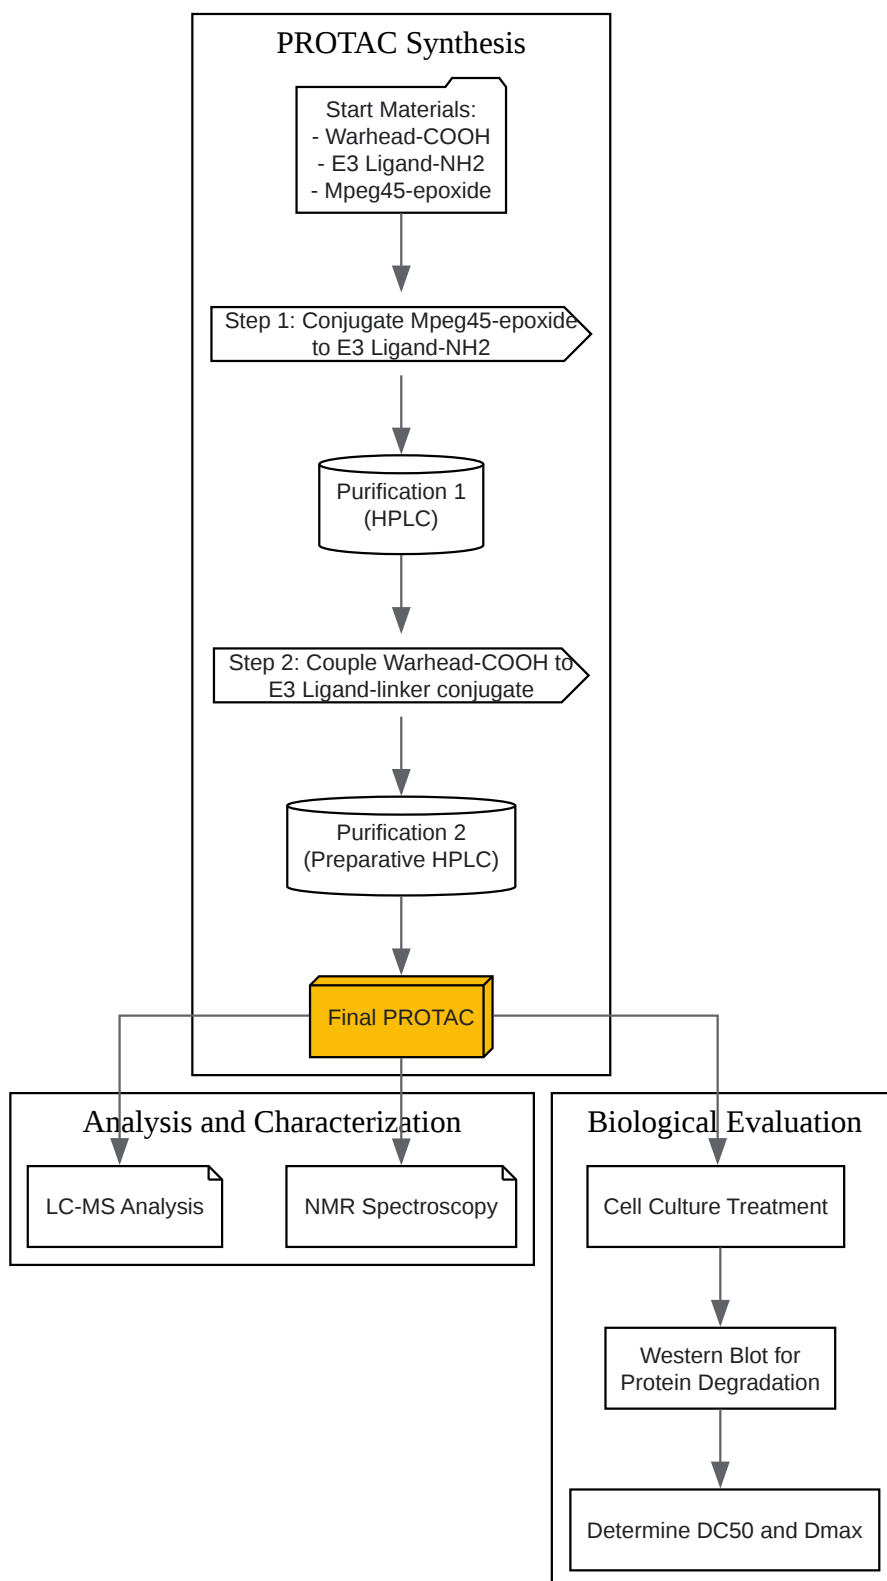 PROTAC Synthesis
Start Materials:
- Warhead-COOH
- E3 Ligand-NH2
- Mpeg45-epoxide
Step 1: Conjugate Mpeg45-epoxide
to E3 Ligand-NH2
Purification 1
(HPLC)
Step 2: Couple Warhead-COOH to
E3 Ligand-linker conjugate
Purification 2
(Preparative HPLC)
Final PROTAC
Analysis and Characterization
LC-MS Analysis
NMR Spectroscopy
Biological Evaluation
Cell Culture Treatment
Western Blot for
Protein Degradation
Determine DC50 and Dmax